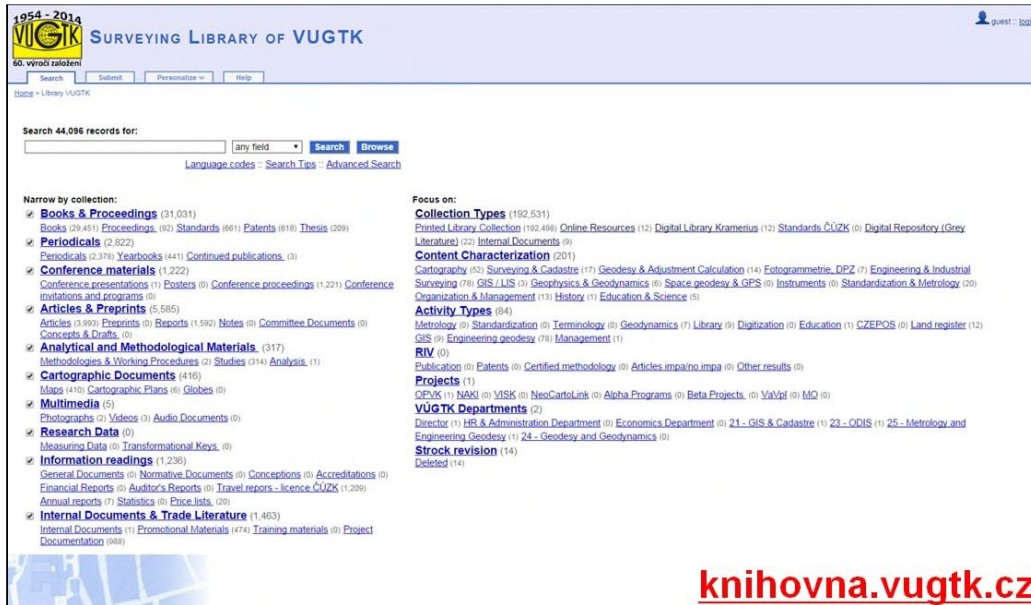 1954 - 2014
VÚGTK
60. výročí založení
SURVEYING LIBRARY OF VUGTK
guest :: login
Search
Submit
Personalize
Help
Home > Library VUGTK
Search 44,096 records for:
any field
Search
Browse
Language codes :: Search Tips :: Advanced Search
Narrow by collection:
Books & Proceedings (31,031)
Books (29,451) Proceedings (92) Standards (661) Patents (618) Thesis (209)
Periodicals (2,822)
Periodicals (2,378) Yearbooks (441) Continued publications (3)
Conference materials (1,222)
Conference presentations (1) Posters (0) Conference proceedings (1,221) Conference
invitations and programs (0)
Articles & Preprints (5,585)
Articles (3,993) Preprints (0) Reports (1,592) Notes (0) Committee Documents (0)
Concepts & Drafts (0)
Analytical and Methodological Materials (317)
Methodologies & Working Procedures (2) Studies (314) Analysis (1)
Cartographic Documents (416)
Maps (410) Cartographic Plans (6) Globes (0)
Multimedia (5)
Photographs (2) Videos (3) Audio Documents (0)
Research Data (0)
Measuring Data (0) Transformational Keys (0)
Information readings (1,236)
General Documents (0) Normative Documents (0) Conceptions (0) Accreditations (0)
Financial Reports (0) Auditor's Reports (0) Travel repors - licence ČÚZK (1,209)
Annual reports (7) Statistics (0) Price lists (20)
Internal Documents & Trade Literature (1,463)
Internal Documents (1) Promotional Materials (474) Training materials (0) Project
Documentation (988)
Focus on:
Collection Types (192,531)
Printed Library Collection (192,498) Online Resources (12) Digital Library Kramerius (12) Standards ČÚZK (0) Digital Repository (Grey
Literature) (22) Internal Documents (9)
Content Characterization (201)
Cartography (52) Surveying & Cadastre (17) Geodesy & Adjustment Calculation (14) Fotogrammetrie, DPZ (7) Engineering & Industrial
Surveying (78) GIS / LIS (3) Geophysics & Geodynamics (6) Space geodesy & GPS (0) Instruments (0) Standardization & Metrology (20)
Organization & Management (13) History (1) Education & Science (5)
Activity Types (84)
Metrology (0) Standardization (0) Terminology (0) Geodynamics (7) Library (9) Digitization (0) Education (1) CZEPOS (0) Land register (12)
GIS (9) Engineering geodesy (78) Management (1)
RIV (0)
Publication (0) Patents (0) Certified methodology (0) Articles impa/no impa (0) Other results (0)
Projects (1)
OPVK (1) NAKI (0) VISK (0) NeoCartoLink (0) Alpha Programs (0) Beta Projects (0) VaVpI (0) MO (0)
VÚGTK Departments (2)
Director (1) HR & Administration Department (0) Economics Department (0) 21 - GIS & Cadastre (1) 23 - ODIS (1) 25 - Metrology and
Engineering Geodesy (1) 24 - Geodesy and Geodynamics (0)
Strock revision (14)
Deleted (14)
knihovna.vugtk.cz